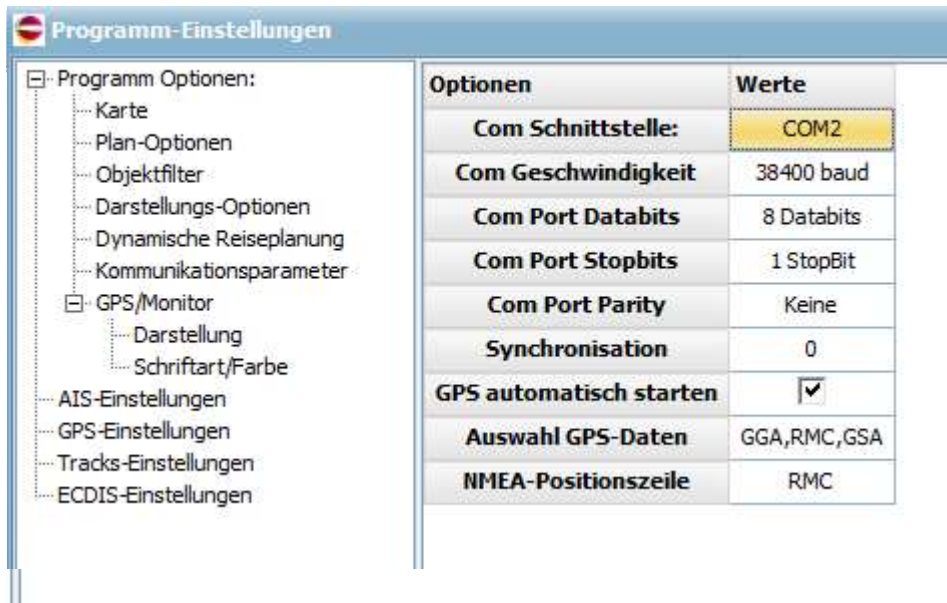 Programm-Einstellungen
Programm Optionen:
Karte
Plan-Optionen
Objektfilter
Darstellungs-Optionen
Dynamische Reiseplanung
Kommunikationsparameter
GPS/Monitor
Darstellung
Schriftart/Farbe
AIS-Einstellungen
GPS-Einstellungen
Tracks-Einstellungen
ECDIS-Einstellungen
Optionen Werte
Com Schnittstelle: COM2
Com Geschwindigkeit 38400 baud
Com Port Databits 8 Databits
Com Port Stopbits 1 StopBit
Com Port Parity Keine
Synchronisation 0
GPS automatisch starten
Auswahl GPS-Daten GGA,RMC,GSA
NMEA-Positionszeile RMC